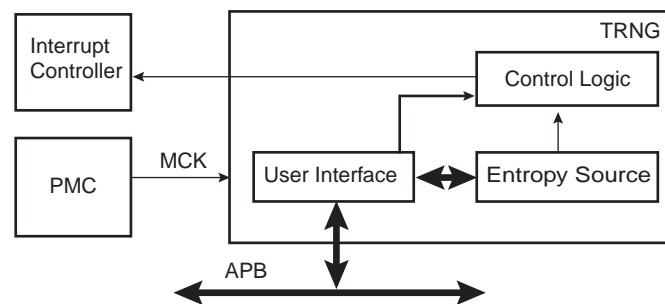 TRNG
Interrupt
Controller
Control Logic
MCK
PMC
User Interface
Entropy Source
APB